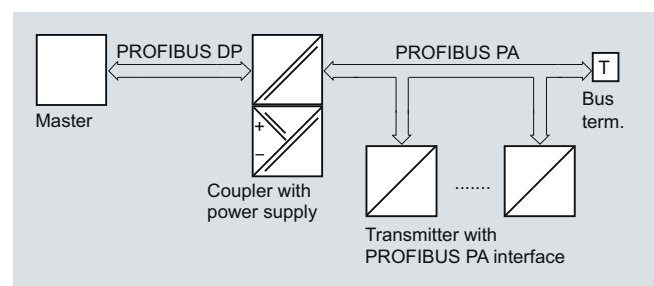 PROFIBUS DP
PROFIBUS PA
T
Master
Bus
term.
+
−
Coupler with
power supply
.......
Transmitter with
PROFIBUS PA interface